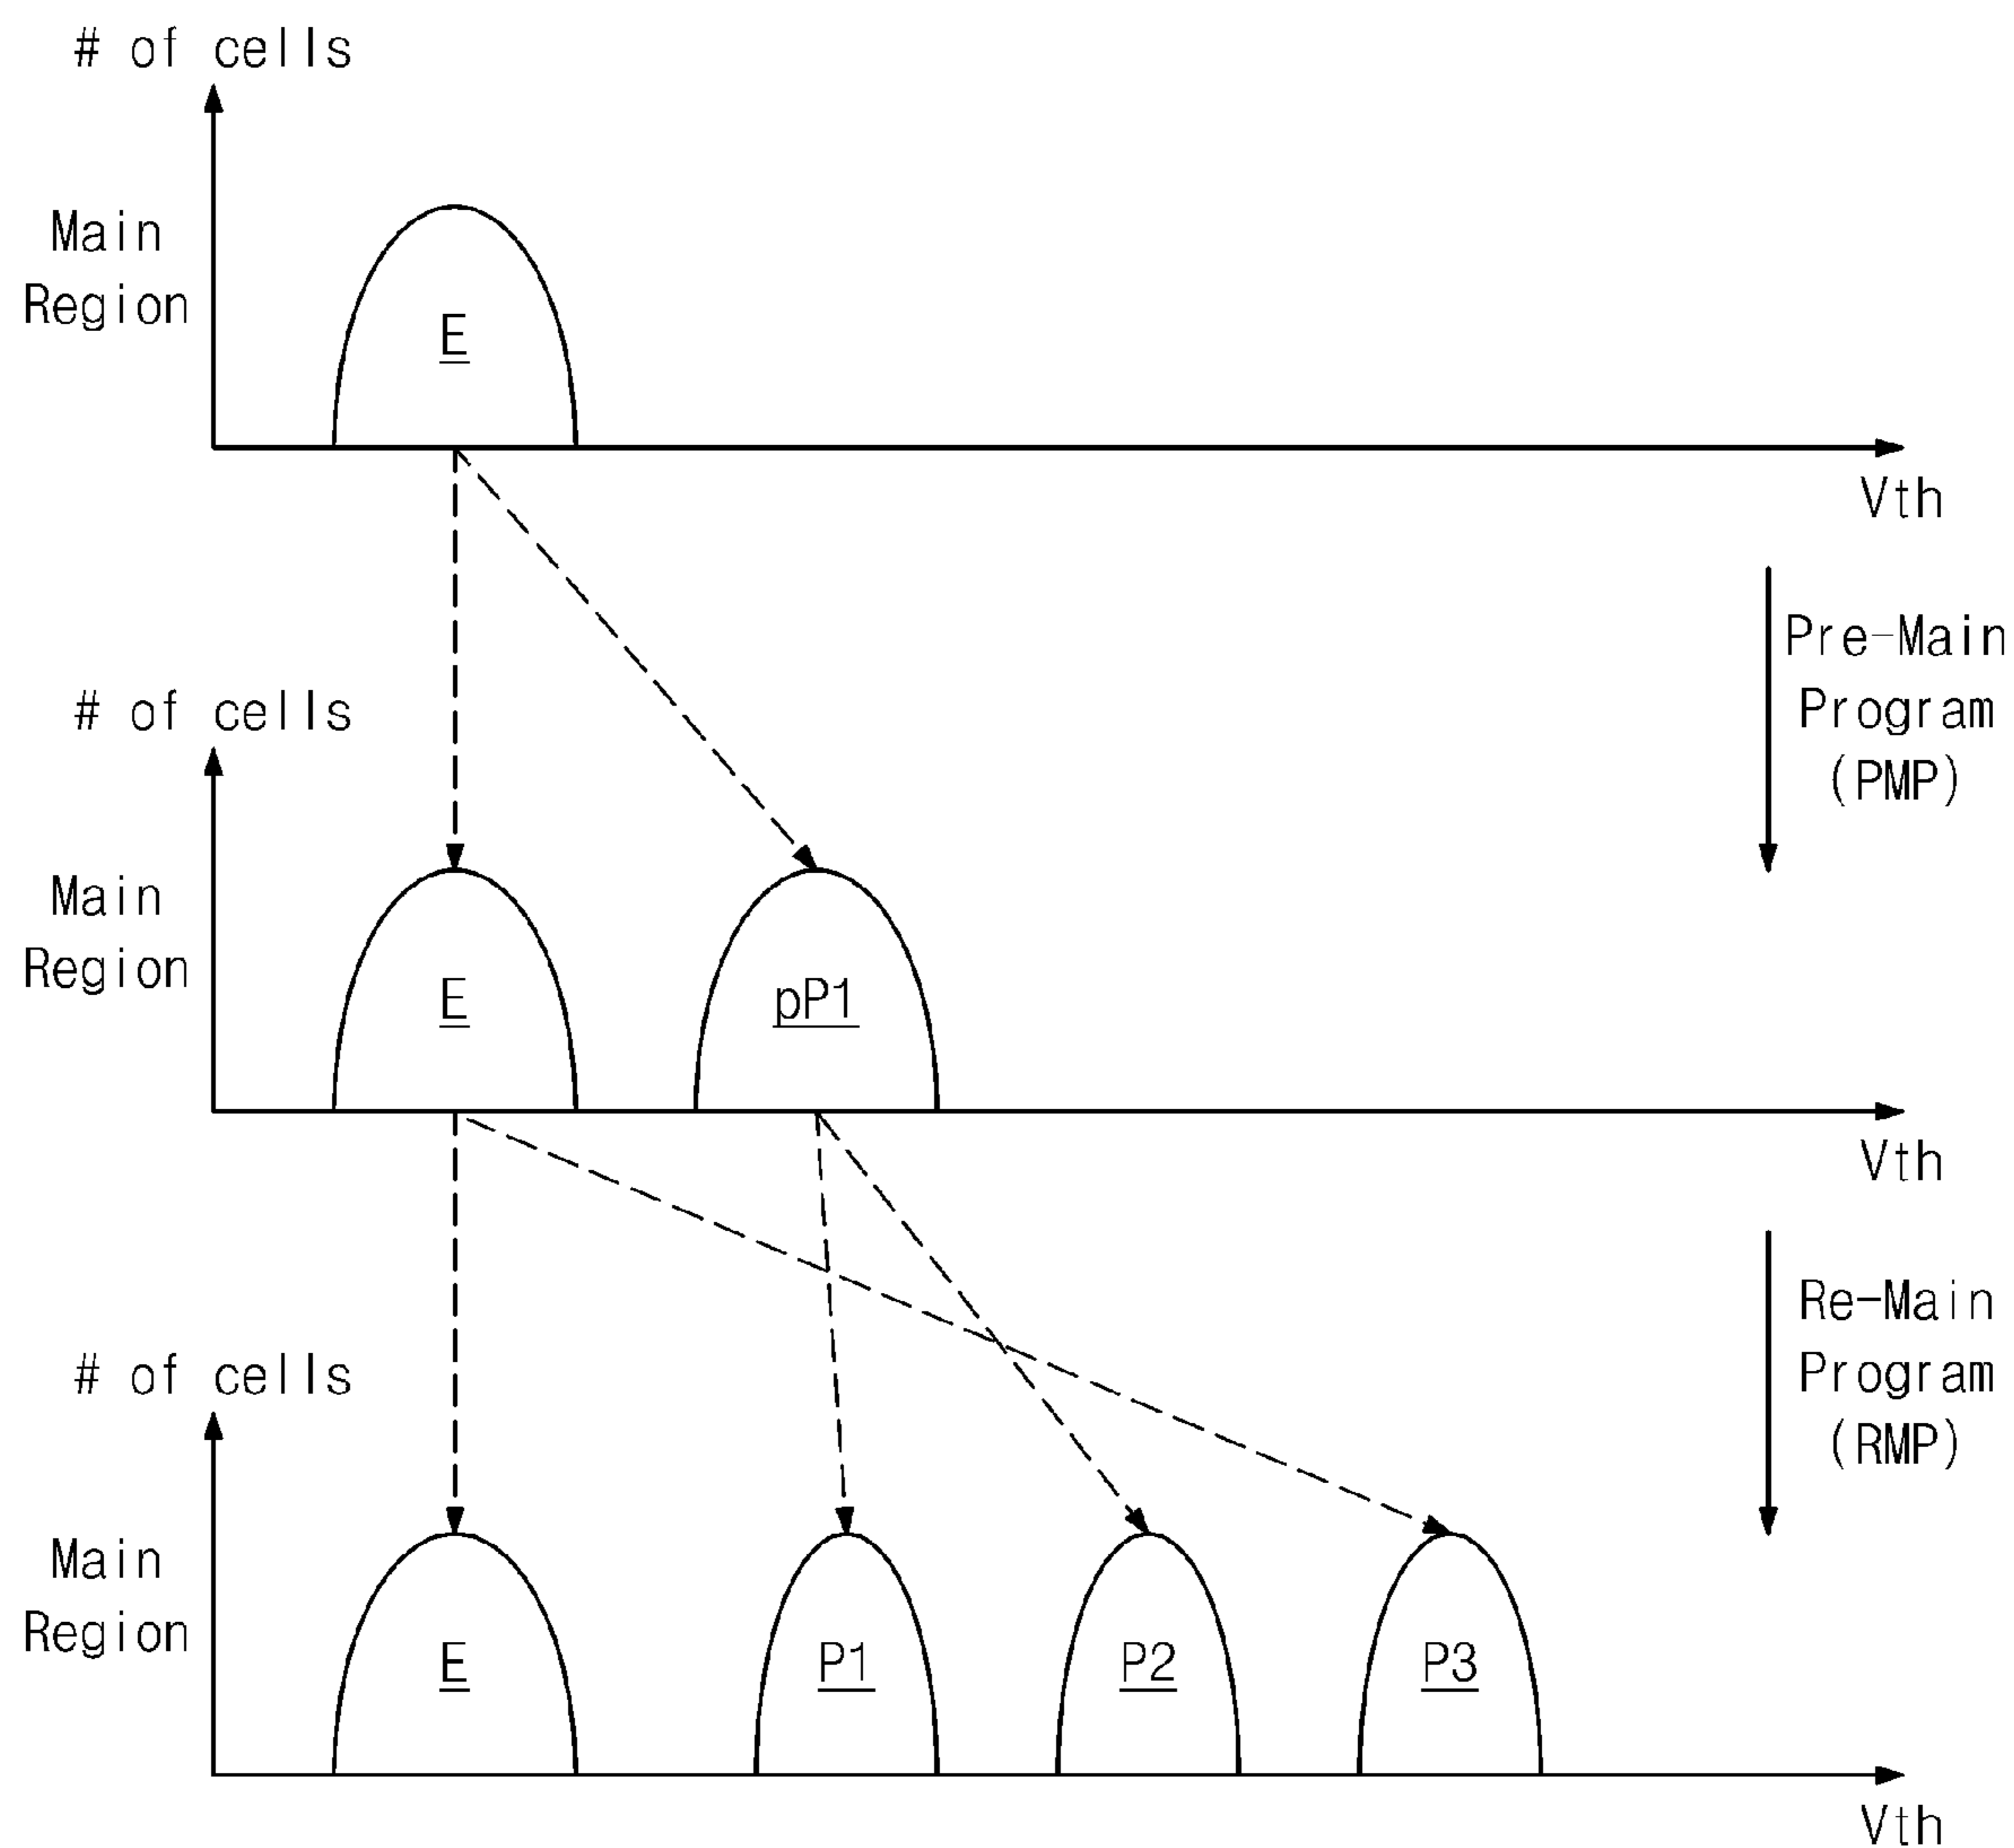 # of cells
Main
Region
E
Vth
Pre-Main
Program
(PMP)
# of cells
Main
Region
E
pP1
Vth
Re-Main
Program
(RMP)
# of cells
Main
Region
E
P1
P2
P3
Vth